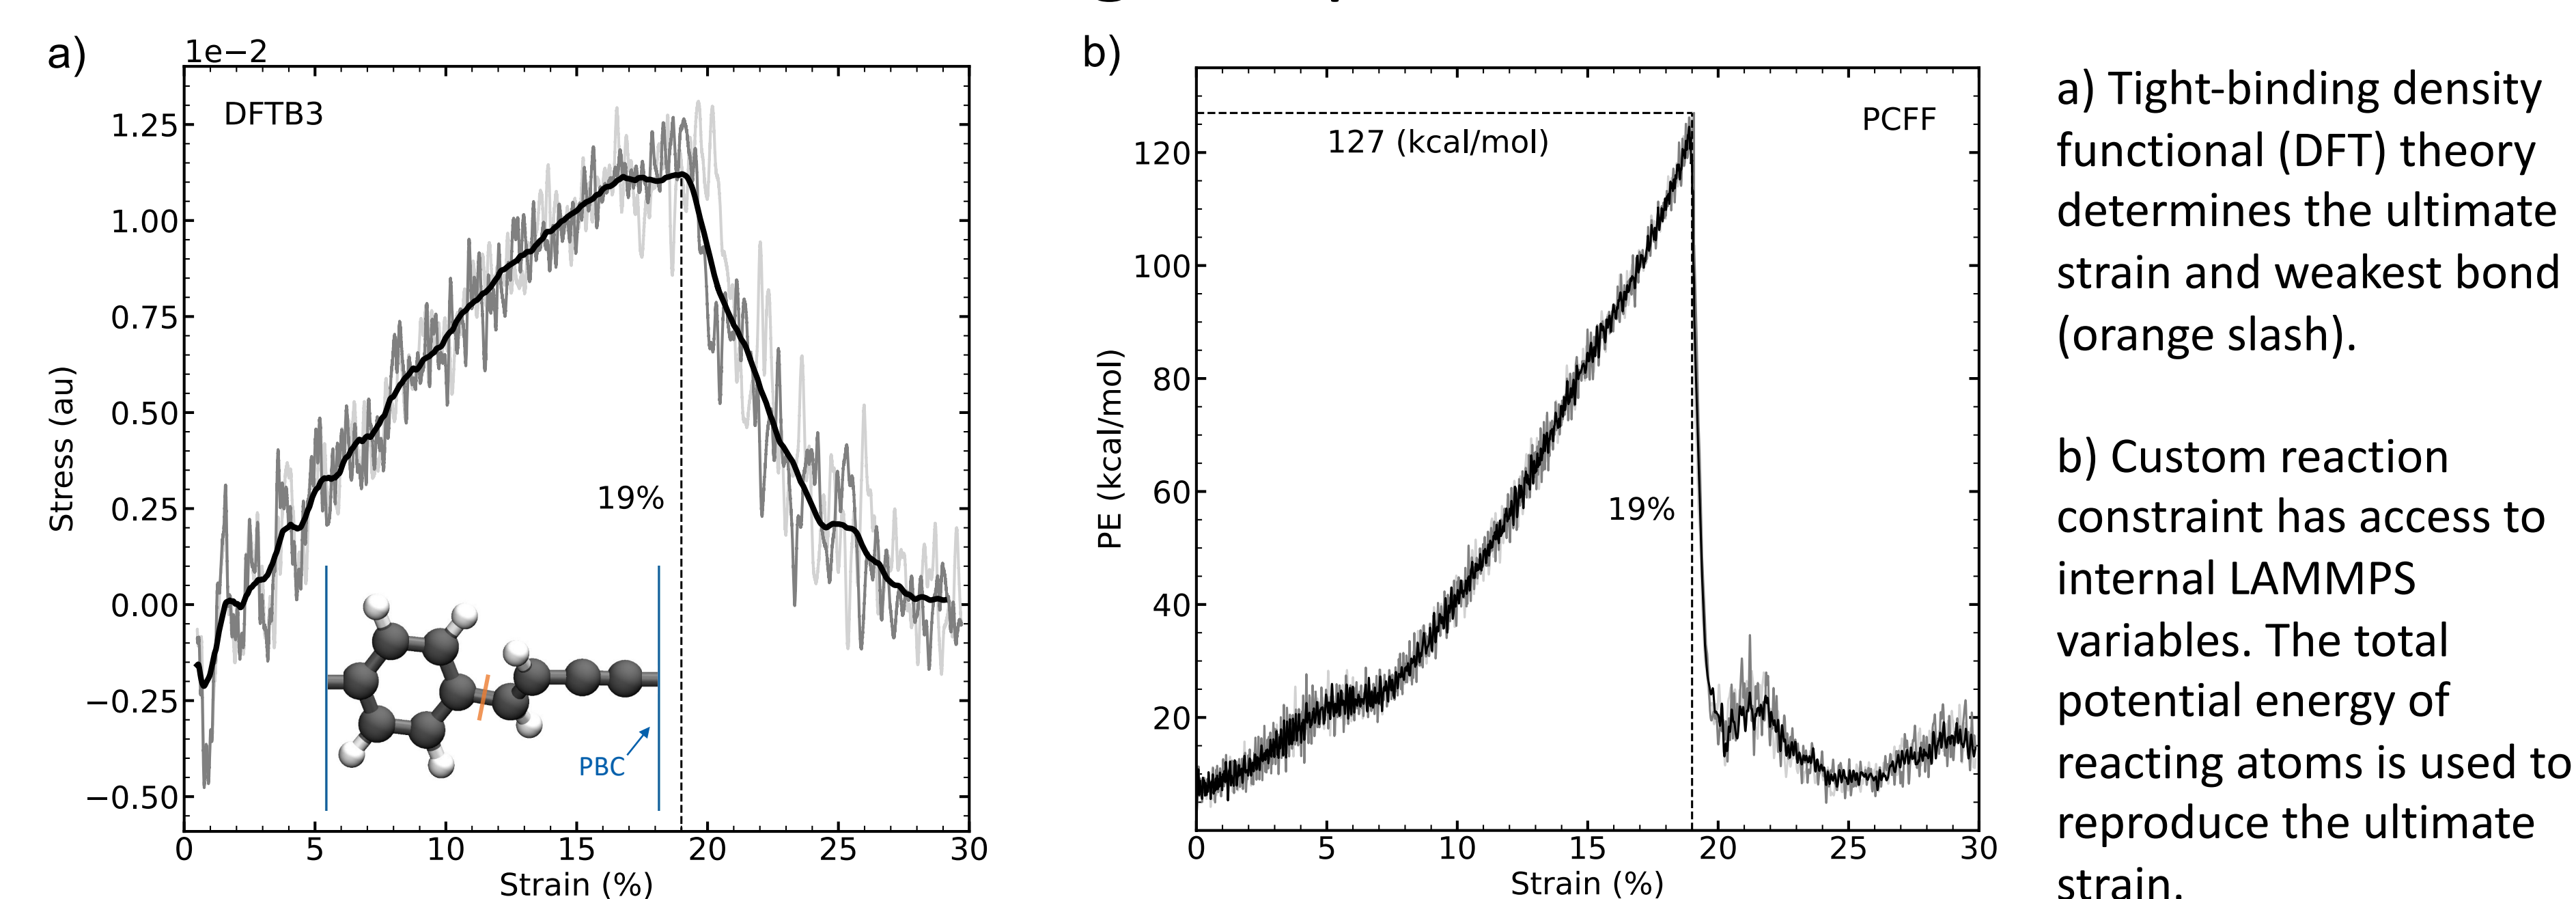 a)
1e−2
DFTB3
1.25
1.00
0.75
0.50
0.25
0.00
−0.25
−0.50
Stress (au)
19%
PBC
0 5 10 15 20 25 30
Strain (%)
b)
PCFF
127 (kcal/mol)
120
100
80
60
40
20
PE (kcal/mol)
19%
0 5 10 15 20 25 30
Strain (%)
a) Tight-binding density
functional (DFT) theory
determines the ultimate
strain and weakest bond
(orange slash).
b) Custom reaction
constraint has access to
internal LAMMPS
variables. The total
potential energy of
reacting atoms is used to
reproduce the ultimate
strain.